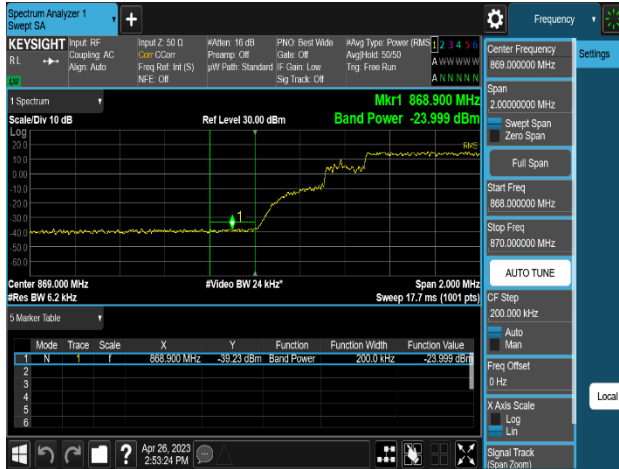 Spectrum Analyzer 1
Swept SA
+
Frequency
KEYSIGHT
RL
Input: RF
Coupling: AC
Align: Auto
Input Z: 50 Ω
Corr CCorr
Freq Ref: Int (S)
NFE: Off
#Atten: 16 dB
Preamp: Off
µW Path: Standard
PNO: Best Wide
Gate: Off
IF Gain: Low
Sig Track: Off
#Avg Type: Power (RMS
Avg|Hold: 50/50
Trig: Free Run
1 2 3 4 5 6
A W W W W W
A N N N N N
1 Spectrum
Scale/Div 10 dB
Ref Level 30.00 dBm
Mkr1 868.900 MHz
Band Power -23.999 dBm
Log
20.0
10.0
0.00
-10.0
-20.0
-30.0
-40.0
-50.0
-60.0
RMS
1
Center 869.000 MHz
#Video BW 24 kHz*
Span 2.000 MHz
#Res BW 6.2 kHz
Sweep 17.7 ms (1001 pts)
5 Marker Table
Mode Trace Scale X Y Function Function Width Function Value
1 N 1 f 868.900 MHz -39.23 dBm Band Power 200.0 kHz -23.999 dBm
2
3
4
5
6
?
Apr 26, 2023
2:53:24 PM
Center Frequency
869.000000 MHz
Settings
Span
2.00000000 MHz
Swept Span
Zero Span
Full Span
Start Freq
868.000000 MHz
Stop Freq
870.000000 MHz
AUTO TUNE
CF Step
200.000 kHz
Auto
Man
Freq Offset
0 Hz
X Axis Scale
Log
Lin
Local
Signal Track
(Span Zoom)